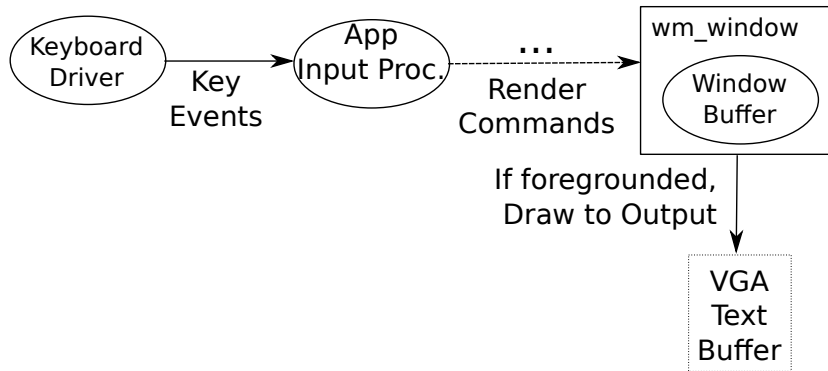 Keyboard
Driver
Key
Events
App
Input Proc.
...
Render
Commands
wm_window
Window
Buffer
If foregrounded,
Draw to Output
VGA
Text
Buffer